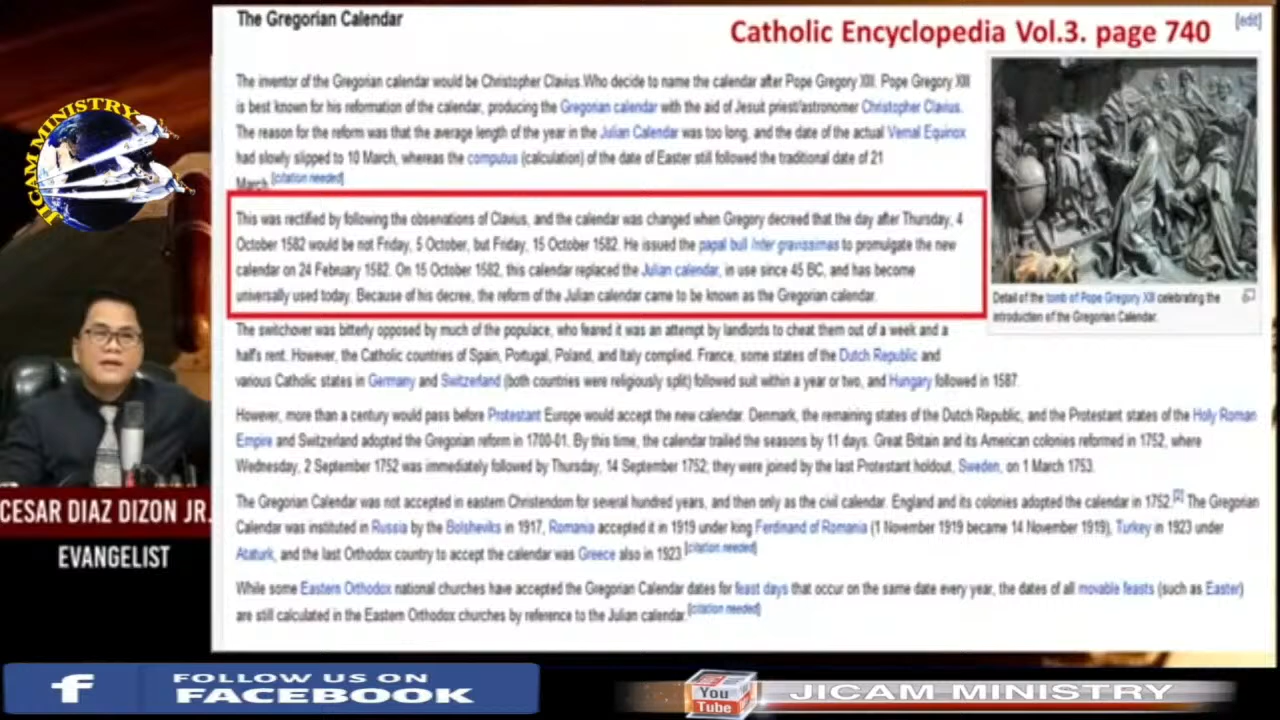 The Gregorian Calendar
Catholic Encyclopedia Vol.3. page 740
[edit]
The inventor of the Gregorian calendar would be Christopher Clavius.Who decide to name the calendar after Pope Gregory XIII. Pope Gregory XIII
is best known for his reformation of the calendar, producing the Gregorian calendar with the aid of Jesuit priest/astronomer Christopher Clavius.
The reason for the reform was that the average length of the year in the Julian Calendar was too long, and the date of the actual Vernal Equinox
had slowly slipped to 10 March, whereas the computus (calculation) of the date of Easter still followed the traditional date of 21
March.[citation needed]
This was rectified by following the observations of Clavius, and the calendar was changed when Gregory decreed that the day after Thursday, 4
October 1582 would be not Friday, 5 October, but Friday, 15 October 1582. He issued the papal bull Inter gravissimas to promulgate the new
calendar on 24 February 1582. On 15 October 1582, this calendar replaced the Julian calendar, in use since 45 BC, and has become
universally used today. Because of his decree, the reform of the Julian calendar came to be known as the Gregorian calendar.
Detail of the tomb of Pope Gregory XIII celebrating the
introduction of the Gregorian Calendar.
The switchover was bitterly opposed by much of the populace, who feared it was an attempt by landlords to cheat them out of a week and a
half's rent. However, the Catholic countries of Spain, Portugal, Poland, and Italy complied. France, some states of the Dutch Republic and
various Catholic states in Germany and Switzerland (both countries were religiously split) followed suit within a year or two, and Hungary followed in 1587.
However, more than a century would pass before Protestant Europe would accept the new calendar. Denmark, the remaining states of the Dutch Republic, and the Protestant states of the Holy Roman
Empire and Switzerland adopted the Gregorian reform in 1700-01. By this time, the calendar trailed the seasons by 11 days. Great Britain and its American colonies reformed in 1752, where
Wednesday, 2 September 1752 was immediately followed by Thursday, 14 September 1752; they were joined by the last Protestant holdout, Sweden, on 1 March 1753.
The Gregorian Calendar was not accepted in eastern Christendom for several hundred years, and then only as the civil calendar. England and its colonies adopted the calendar in 1752.[2] The Gregorian
Calendar was instituted in Russia by the Bolsheviks in 1917, Romania accepted it in 1919 under king Ferdinand of Romania (1 November 1919 became 14 November 1919), Turkey in 1923 under
Ataturk, and the last Orthodox country to accept the calendar was Greece also in 1923.[citation needed]
While some Eastern Orthodox national churches have accepted the Gregorian Calendar dates for feast days that occur on the same date every year, the dates of all movable feasts (such as Easter)
are still calculated in the Eastern Orthodox churches by reference to the Julian calendar.[citation needed]
JICAM MINISTRY
CESAR DIAZ DIZON JR.
EVANGELIST
f
FOLLOW US ON
FACEBOOK
You
Tube
JICAM MINISTRY